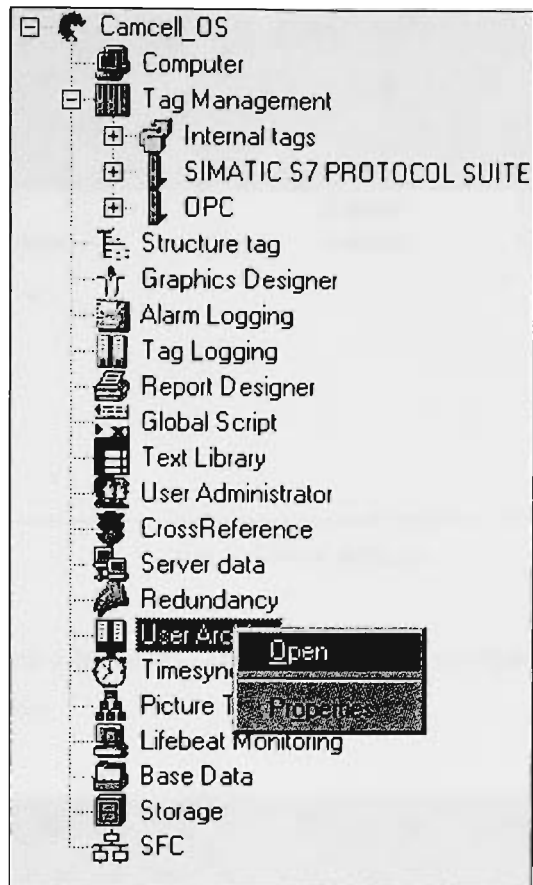 Camcell_OS
Computer
Tag Management
Internal tags
SIMATIC S7 PROTOCOL SUITE
OPC
Structure tag
Graphics Designer
Alarm Logging
Tag Logging
Report Designer
Global Script
Text Library
User Administrator
CrossReference
Server data
Redundancy
User Arc
Open
Timesyn
Picture T
Properties
Lifebeat Monitoring
Base Data
Storage
SFC